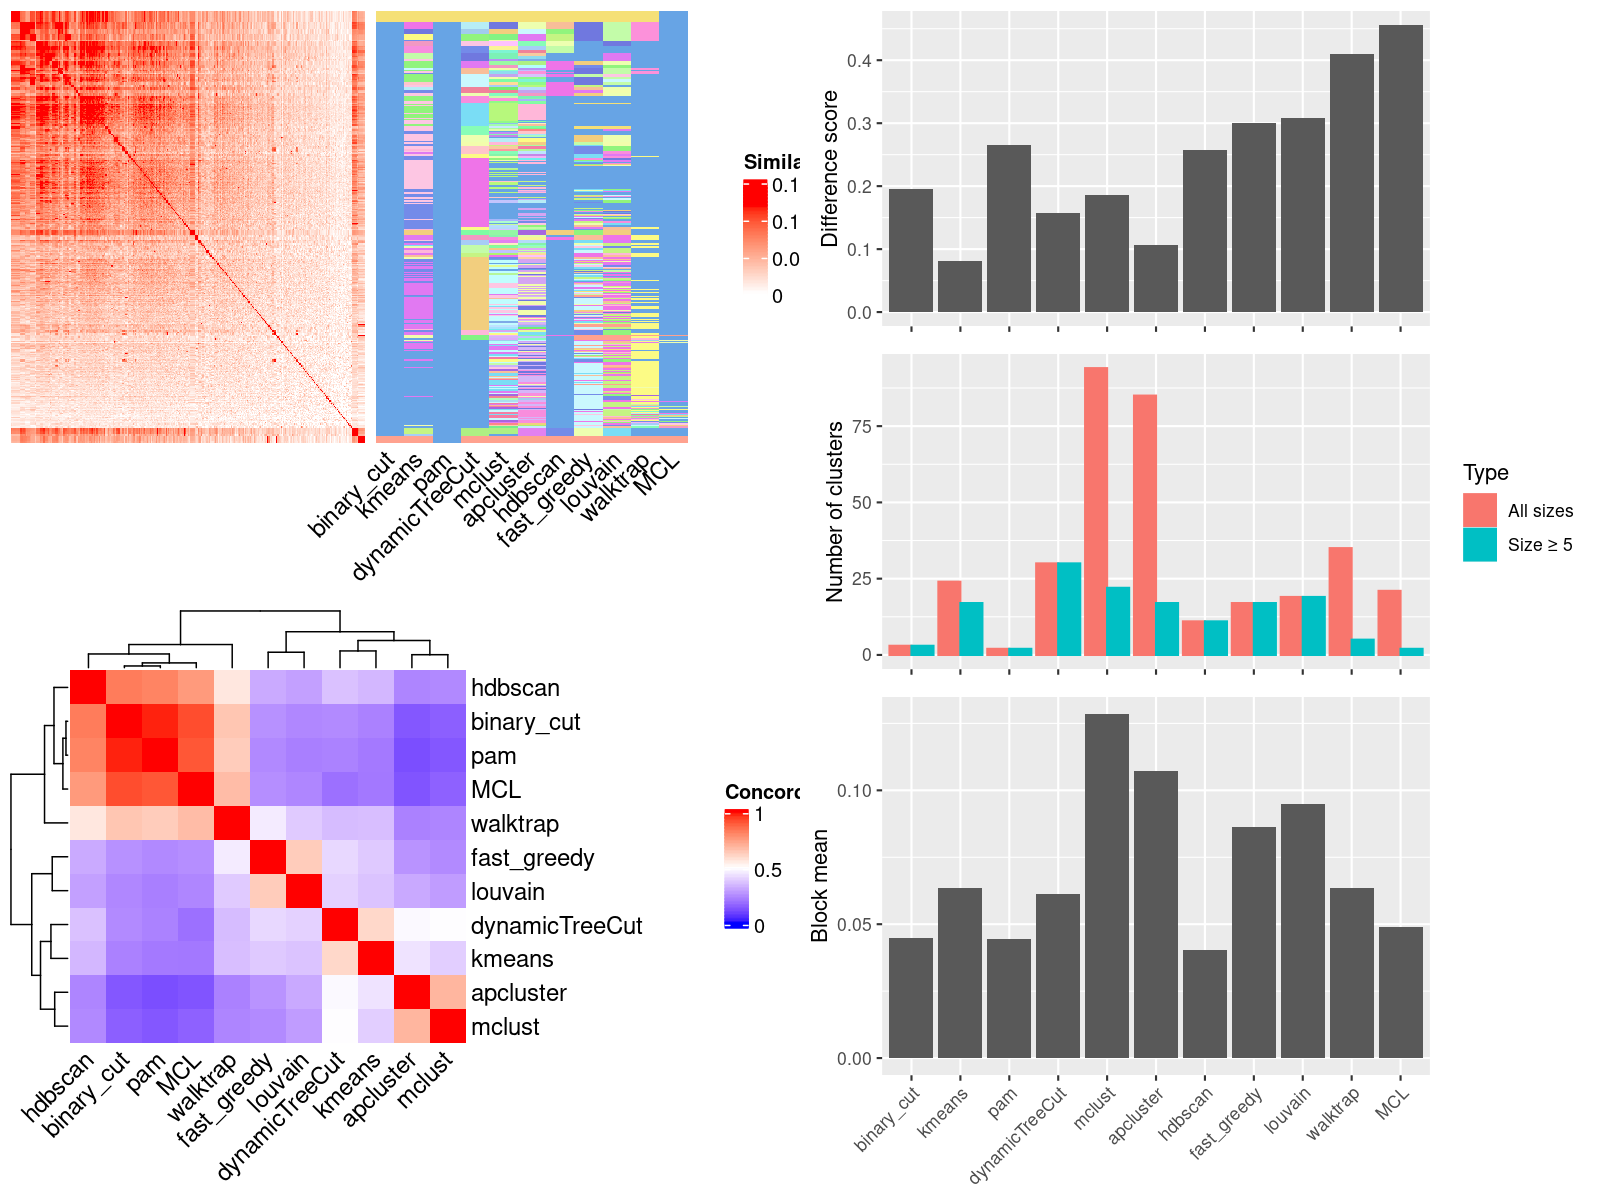 Simila
0.1
0.1
0.0
0
binary_cut
kmeans
pam
dynamicTreeCut
mclust
apcluster
hdbscan
fast_greedy
louvain
walktrap
MCL
hdbscan
binary_cut
pam
MCL
walktrap
fast_greedy
louvain
dynamicTreeCut
kmeans
apcluster
mclust
hdbscan
binary_cut
pam
MCL
walktrap
fast_greedy
louvain
dynamicTreeCut
kmeans
apcluster
mclust
Concord
1
0.5
0
Difference score
0.4
0.3
0.2
0.1
0.0
Number of clusters
75
50
25
0
Type
All sizes
Size ≥ 5
Block mean
0.10
0.05
0.00
binary_cut
kmeans
pam
dynamicTreeCut
mclust
apcluster
hdbscan
fast_greedy
louvain
walktrap
MCL